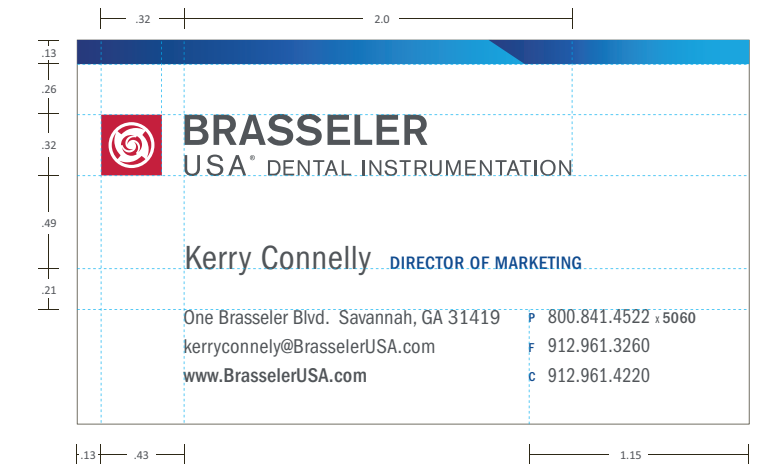 .32 2.0
.13
.26
.32
.49
.21
BRASSELER
USA® DENTAL INSTRUMENTATION
Kerry Connelly DIRECTOR OF MARKETING
One Brasseler Blvd. Savannah, GA 31419 P 800.841.4522 x 5060
kerryconnely@BrasselerUSA.com F 912.961.3260
www.BrasselerUSA.com C 912.961.4220
.13 .43 1.15